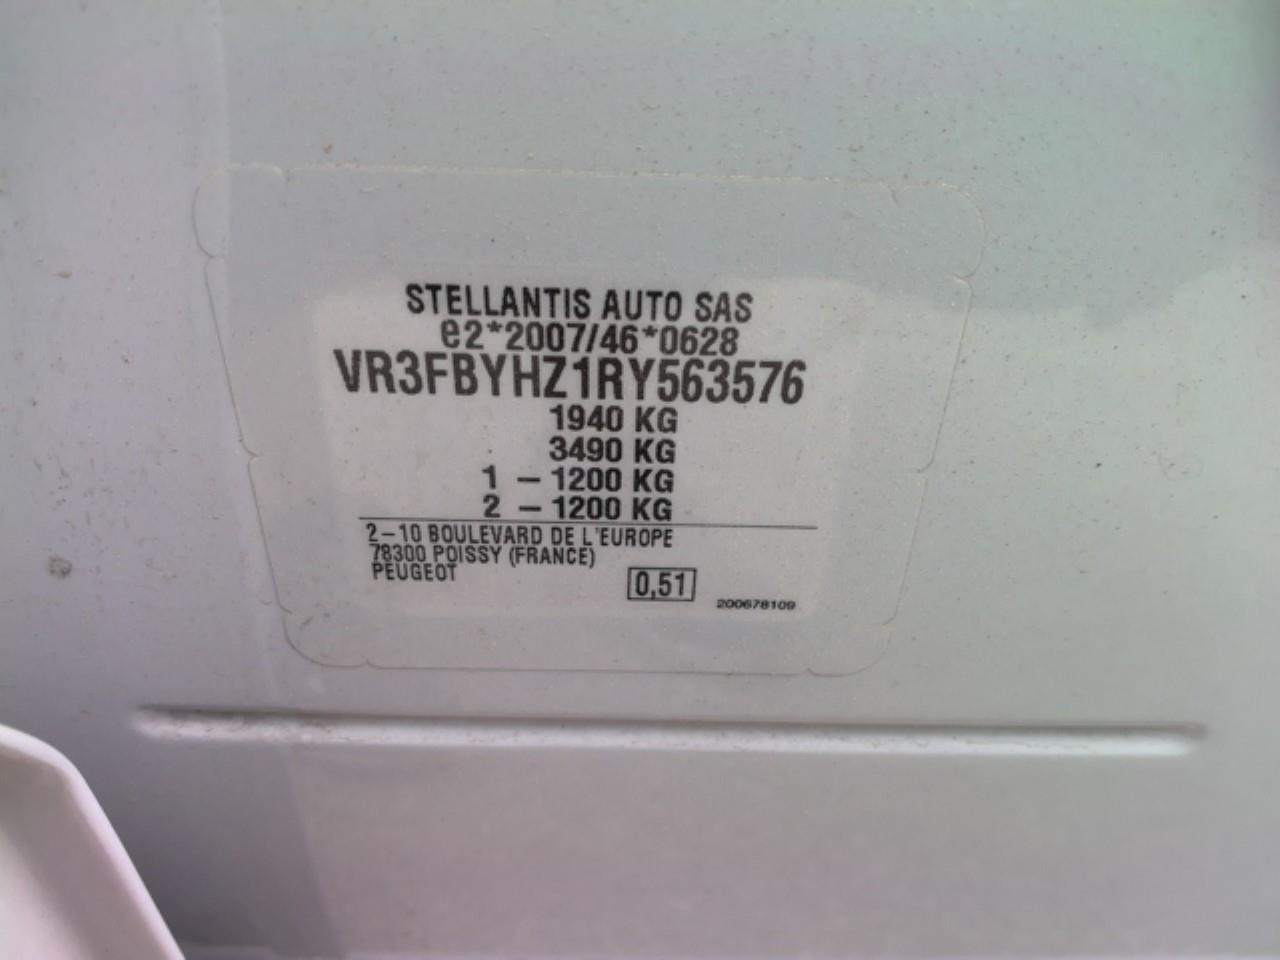 STELLANTIS AUTO SAS
e2*2007/46*0628
VR3FBYHZ1RY563576
1940 KG
3490 KG
1 – 1200 KG
2 – 1200 KG
2–10 BOULEVARD DE L'EUROPE
78300 POISSY (FRANCE)
PEUGEOT
0,51
200678109